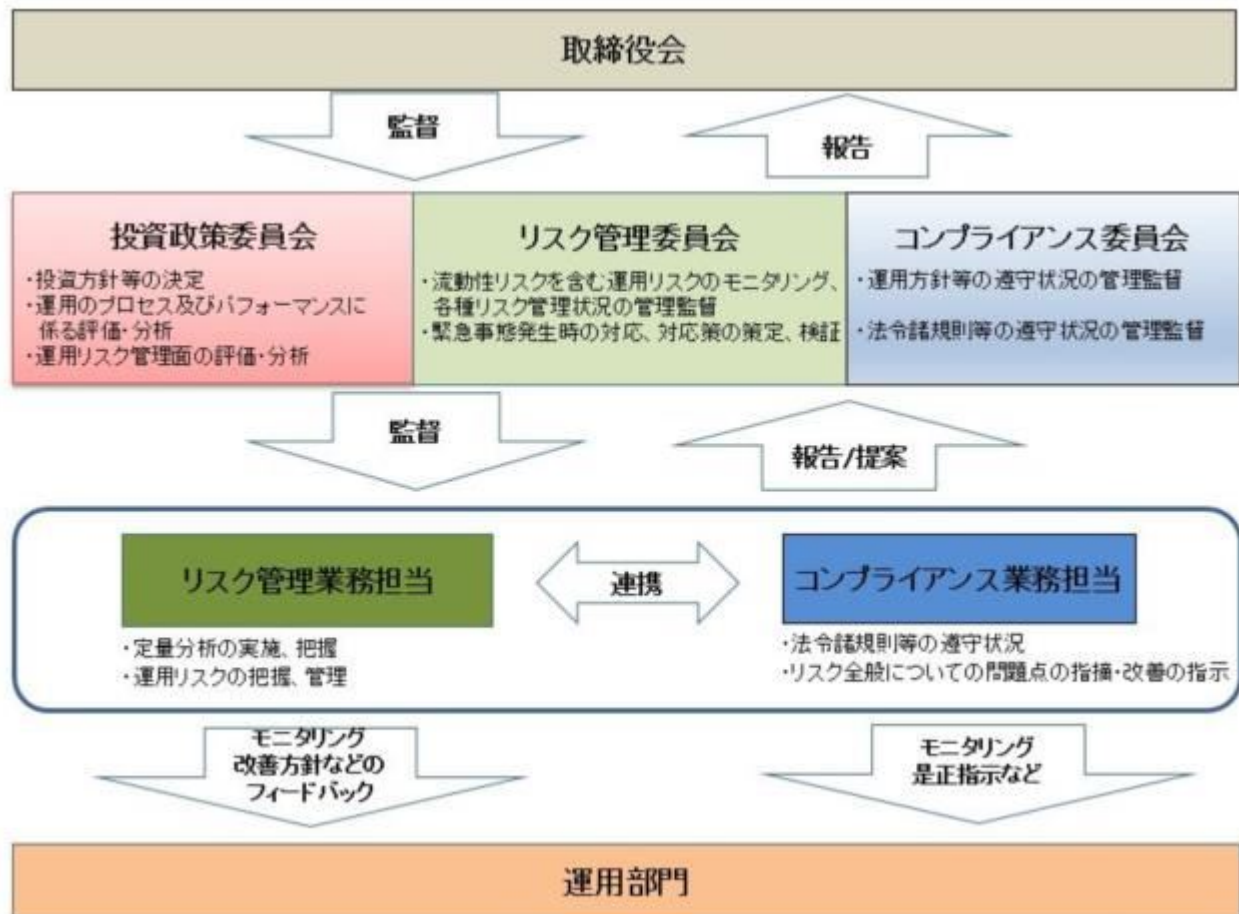 取締役会
監督
報告
投資政策委員会
・投資方針等の決定
・運用のプロセス及びパフォーマンスに
係る評価・分析
・運用リスク管理面の評価・分析
リスク管理委員会
・流動性リスクを含む運用リスクのモニタリング、
各種リスク管理状況の管理監督
・緊急事態発生時の対応、対応策の策定、検証
コンプライアンス委員会
・運用方針等の遵守状況の管理監督
・法令諸規則等の遵守状況の管理監督
監督
報告/提案
リスク管理業務担当
・定量分析の実施、把握
・運用リスクの把握、管理
連携
コンプライアンス業務担当
・法令諸規則等の遵守状況
・リスク全般についての問題点の指摘・改善の指示
モニタリング
改善方針などの
フィードバック
モニタリング
是正指示など
運用部門